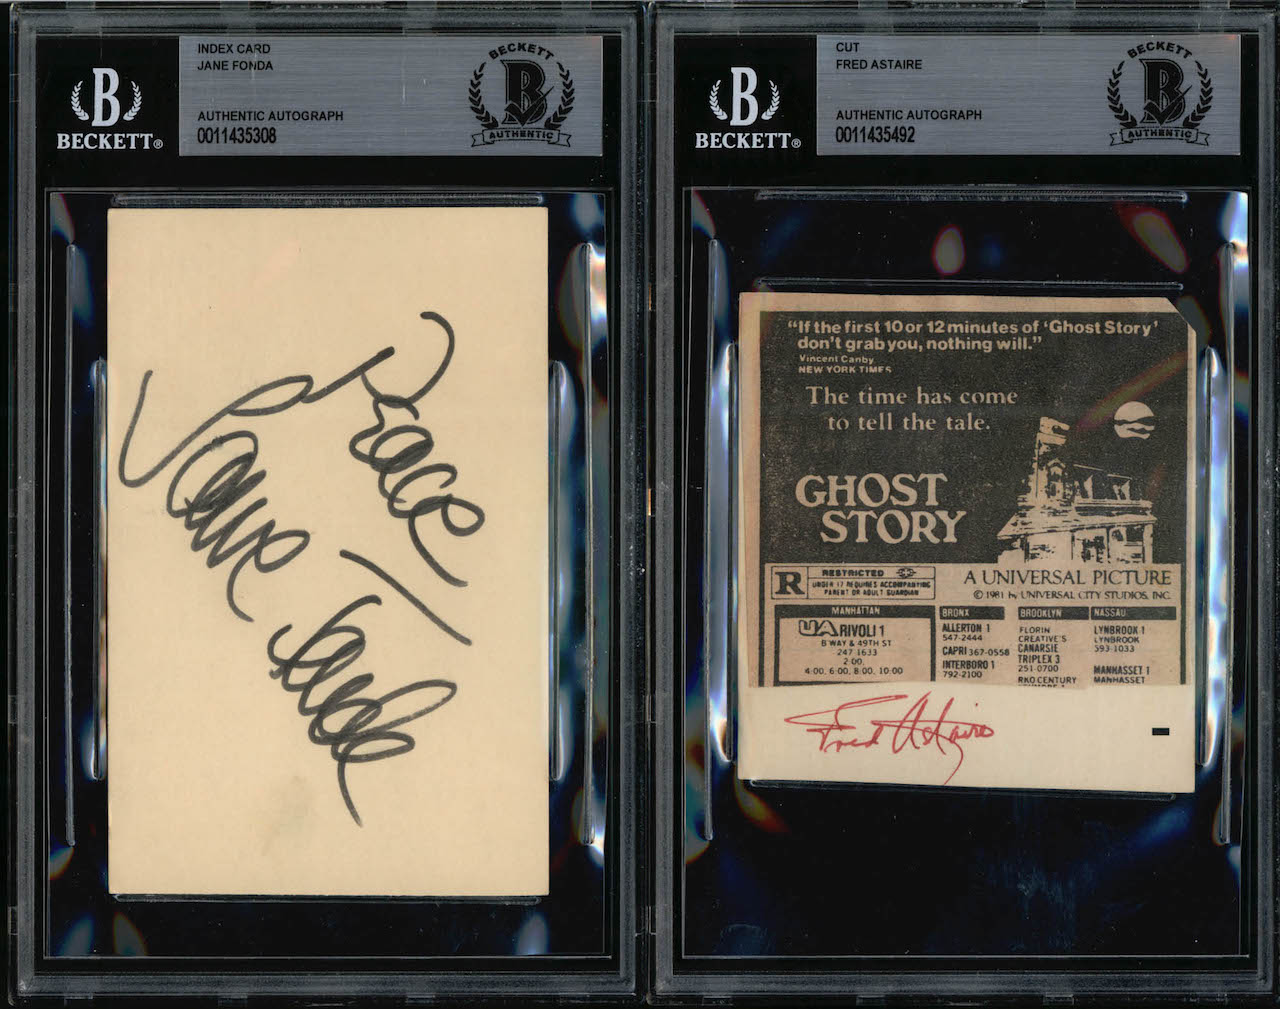 INDEX CARD
JANE FONDA
AUTHENTIC AUTOGRAPH
0011435308
B
BECKETT®
BECKETT
B
AUTHENTIC
Peace
Jane Fonda
CUT
FRED ASTAIRE
AUTHENTIC AUTOGRAPH
0011435492
B
BECKETT®
BECKETT
B
AUTHENTIC
“If the first 10 or 12 minutes of ‘Ghost Story’
don't grab you, nothing will.”
Vincent Canby
NEW YORK TIMES
The time has come
to tell the tale.
GHOST
STORY
R RESTRICTED
UNDER 17 REQUIRES ACCOMPANYING
PARENT OR ADULT GUARDIAN
A UNIVERSAL PICTURE
© 1981 by UNIVERSAL CITY STUDIOS, INC.
MANHATTAN
UA RIVOLI 1
B'WAY & 49TH ST
247-1633
2:00,
4:00, 6:00, 8:00, 10:00
BRONX
ALLERTON 1
547-2444
CAPRI 367-0558
INTERBORO 1
792-2100
BROOKLYN
FLORIN
CREATIVE'S
CANARSIE
TRIPLEX 3
251-0700
RKO CENTURY
NASSAU
LYNBROOK 1
LYNBROOK
593-1033
MANHASSET 1
MANHASSET
Fred Astaire